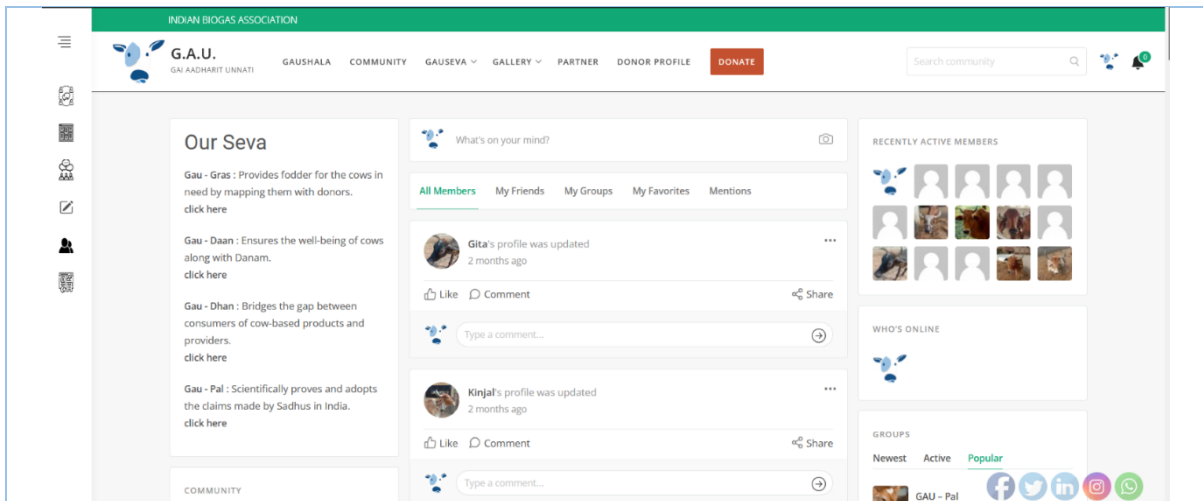 INDIAN BIOGAS ASSOCIATION
G.A.U.
GAI AADHARIT UNNATI
GAUSHALA COMMUNITY GAUSEVA GALLERY PARTNER DONOR PROFILE DONATE
Search community
0
Our Seva
Gau - Gras : Provides fodder for the cows in
need by mapping them with donors.
click here
Gau - Daan : Ensures the well-being of cows
along with Danam.
click here
Gau - Dhan : Bridges the gap between
consumers of cow-based products and
providers.
click here
Gau - Pal : Scientifically proves and adopts
the claims made by Sadhus in India.
click here
COMMUNITY
What's on your mind?
All Members My Friends My Groups My Favorites Mentions
Gita's profile was updated
2 months ago
Like Comment Share
Type a comment...
Kinjal's profile was updated
2 months ago
Like Comment Share
Type a comment...
RECENTLY ACTIVE MEMBERS
WHO'S ONLINE
GROUPS
Newest Active Popular
GAU – Pal